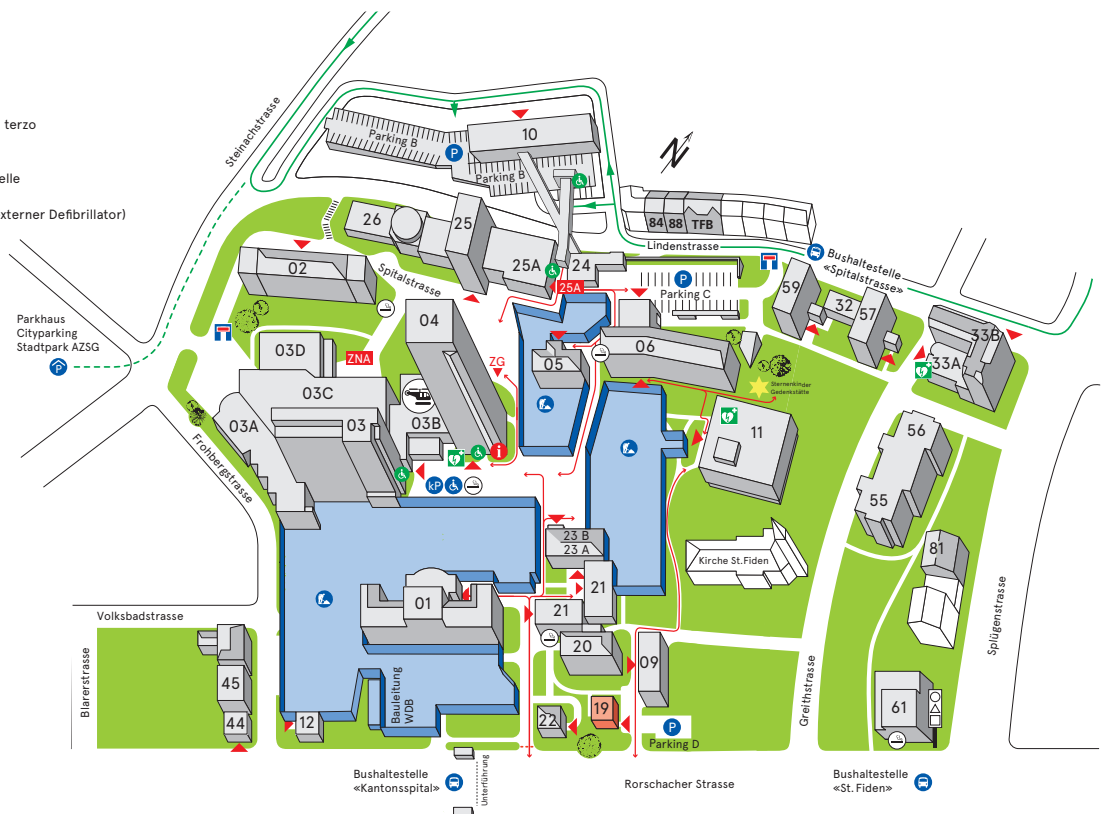 terzo
elle
xterner Defibrillator)
Steinachstrasse
Parking B
P
10
Parking B
N
84 88 TFB
Lindenstrasse
Bushaltestelle
«Spitalstrasse»
26
25
25A
24
02
Spitalstrasse
25A
P
Parking C
59
32
57
33B
33A
Parkhaus
Cityparking
Stadtpark AZSG
P
04
03D
ZNA
ZG
05
06
Sternenkinder
Gedenkstätte
03C
03A
03
03B
i
kP
11
56
55
Frohbergstrasse
23 B
23 A
Kirche St.Fiden
81
21
21
01
20
09
Volksbadstrasse
Blarerstrasse
45
44
12
Bauleitung
WDB
22
19
P
Parking D
Greithstrasse
Splügenstrasse
61
Bushaltestelle
«Kantonsspital»
Unterführung
Rorschacher Strasse
Bushaltestelle
«St. Fiden»